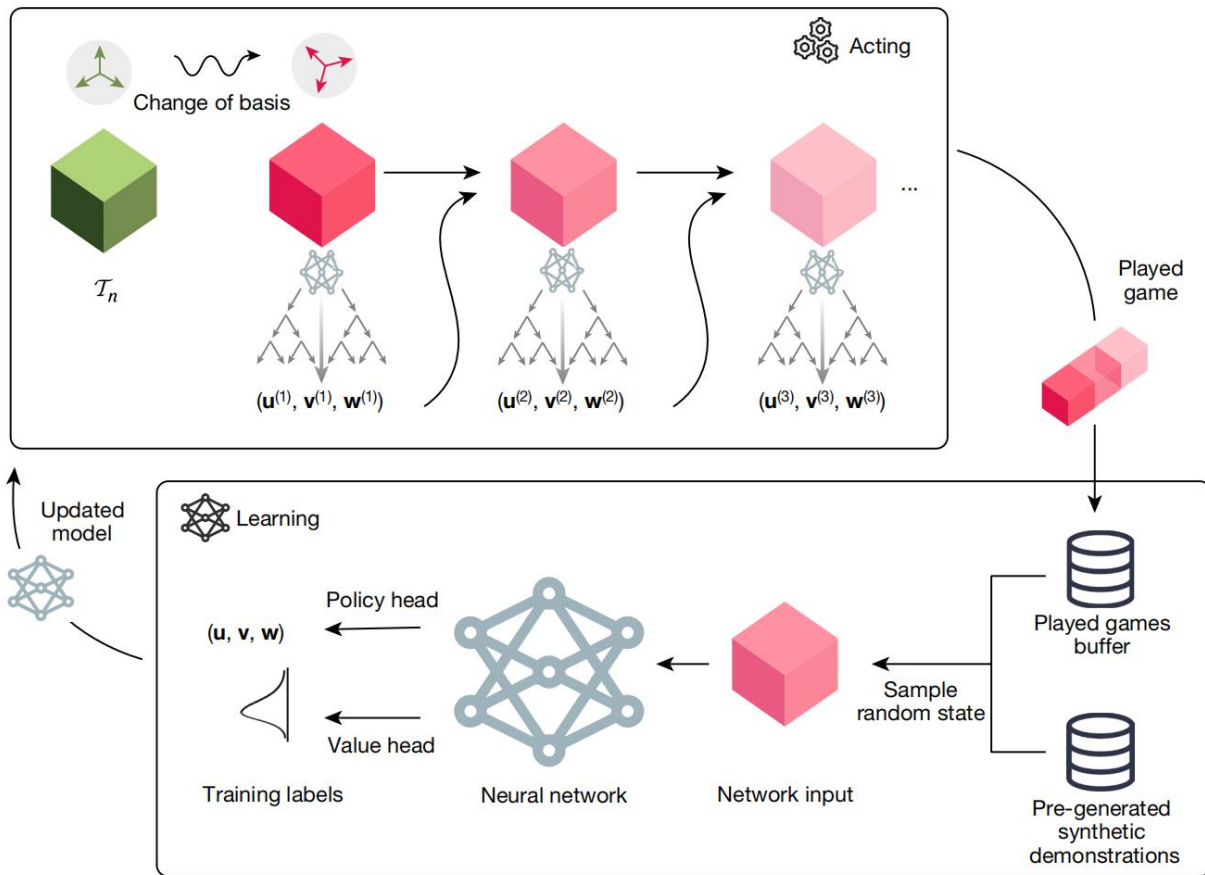 Acting
Change of basis
𝒯ₙ
...
(u⁽¹⁾, v⁽¹⁾, w⁽¹⁾)
(u⁽²⁾, v⁽²⁾, w⁽²⁾)
(u⁽³⁾, v⁽³⁾, w⁽³⁾)
Played
game
Updated
model
Learning
Policy head
(u, v, w)
Value head
Training labels
Neural network
Network input
Sample
random state
Played games
buffer
Pre-generated
synthetic
demonstrations